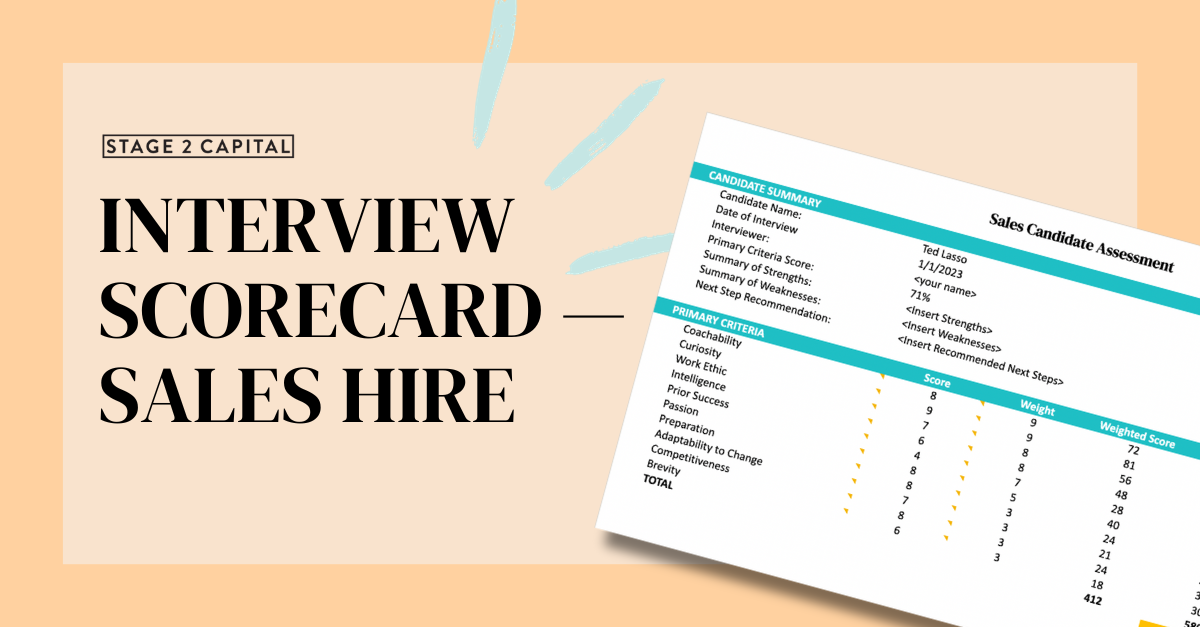 STAGE 2 CAPITAL
INTERVIEW
SCORECARD —
SALES HIRE
Sales Candidate Assessment
CANDIDATE SUMMARY
Candidate Name: Ted Lasso
Date of Interview 1/1/2023
Interviewer: <your name>
Primary Criteria Score: 71%
Summary of Strengths: <Insert Strengths>
Summary of Weaknesses: <Insert Weaknesses>
Next Step Recommendation: <Insert Recommended Next Steps>
PRIMARY CRITERIA Score Weight Weighted Score
Coachability 8 9 72
Curiosity 9 9 81
Work Ethic 7 8 56
Intelligence 6 8 48
Prior Success 4 7 28
Passion 8 5 40
Preparation 8 3 24
Adaptability to Change 7 3 21
Competitiveness 8 3 24
Brevity 6 3 18
TOTAL 412